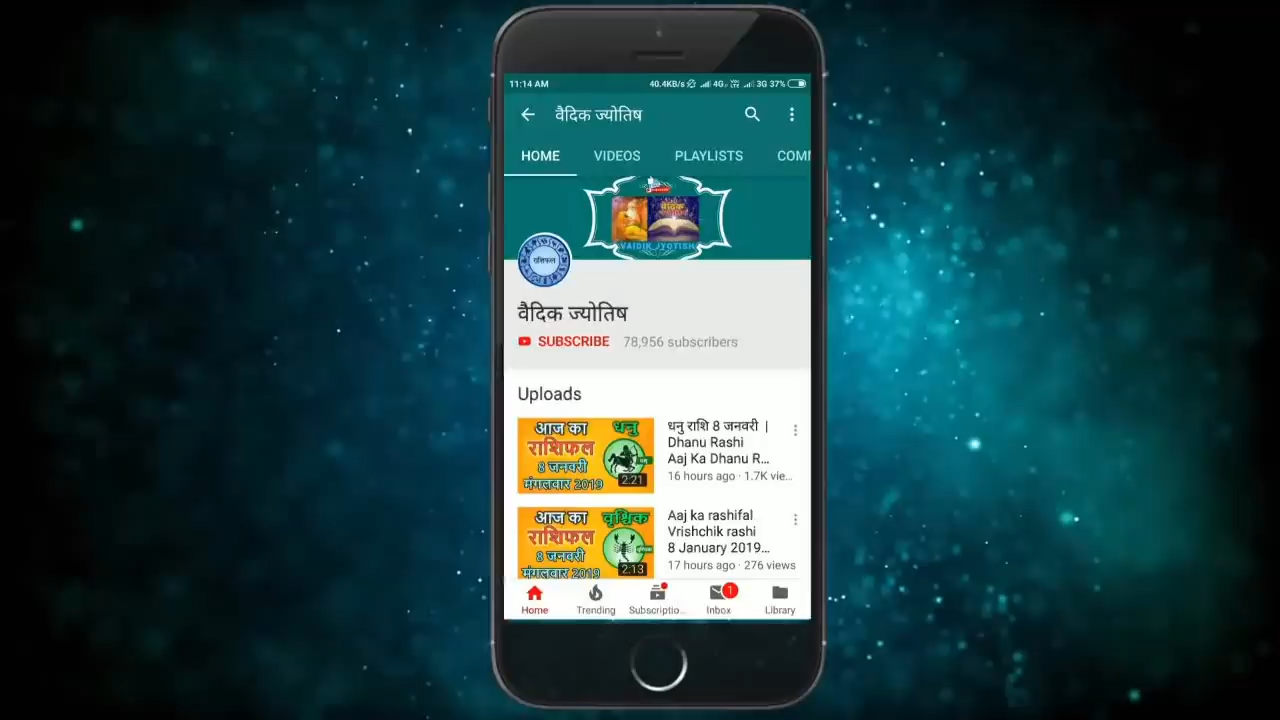 11:14 AM
40.4KB/s 4G 3G 37%
वैदिक ज्योतिष
HOME VIDEOS PLAYLISTS COM
वैदिक
VAIDIK JYOTISH
राशिफल
वैदिक ज्योतिष
SUBSCRIBE 78,956 subscribers
Uploads
आज का धनु
राशिफल
8 जनवरी
मंगलवार 2019
2:21
धनु राशि 8 जनवरी |
Dhanu Rashi
Aaj Ka Dhanu R...
16 hours ago · 1.7K vie...
आज का वृश्चिक
राशिफल
8 जनवरी
मंगलवार 2019
2:13
Aaj ka rashifal
Vrishchik rashi
8 January 2019...
17 hours ago · 276 views
1
Home Trending Subscriptio... Inbox Library